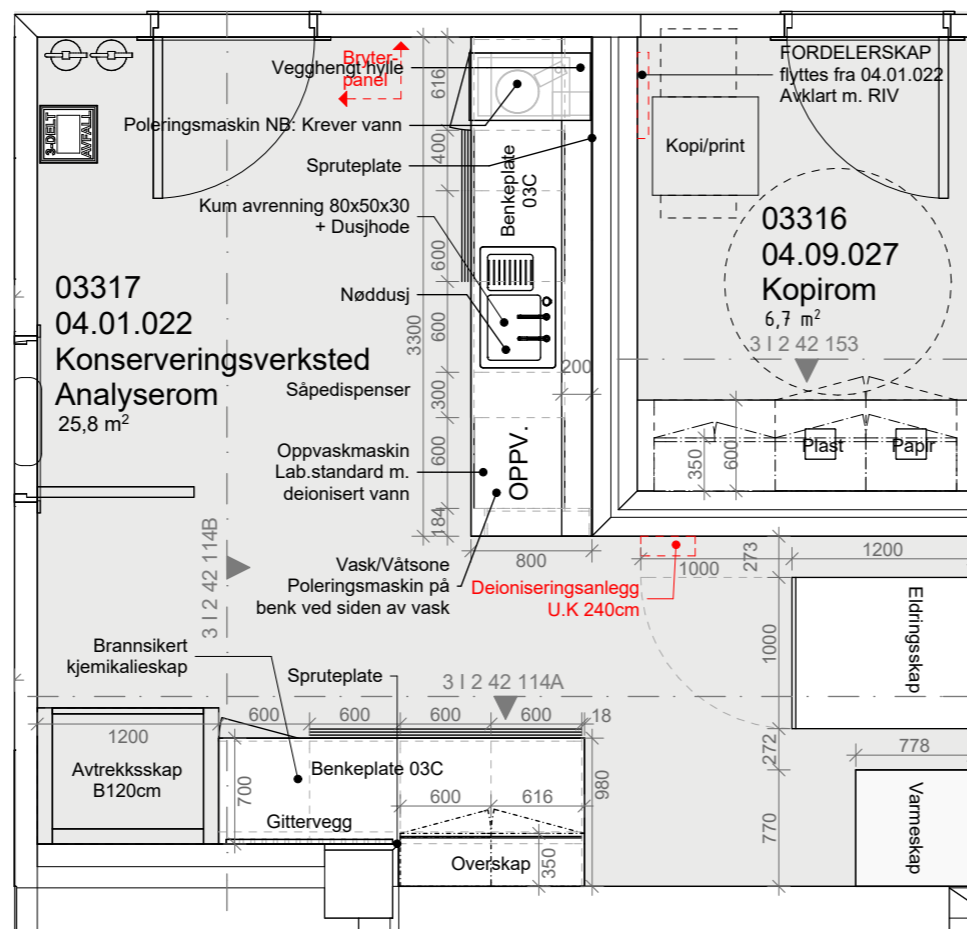 Bryter-
panel
Vegghengt hylle
616
FORDELERSKAP
flyttes fra 04.01.022
Avklart m. RIV
3-DELT
AVFALL
Poleringsmaskin NB: Krever vann
400
Kopi/print
Spruteplate
Benkeplate
03C
Kum avrenning 80x50x30
+ Dusjhode
600
03316
04.09.027
Kopirom
6,7 m²
03317
04.01.022
Konserveringsverksted
Analyserom
25,8 m²
Nøddusj
3300
600
3 I 2 42 153
200
Såpedispenser
300
Oppvaskmaskin
Lab.standard m.
deionisert vann
600
OPPV.
350
600
Plast
Papir
184
3 I 2 42 114B
800
Vask/Våtsone
Poleringsmaskin på
benk ved siden av vask
1000
273
1200
Deioniseringsanlegg
U.K 240cm
1000
Eldringsskap
Brannsikert
kjemikalieskap
Spruteplate
3 I 2 42 114A
600
600
600
600
18
1200
272
778
Avtrekksskap
B120cm
700
Benkeplate 03C
600
616
980
770
Varmeskap
Gittervegg
Overskap
350